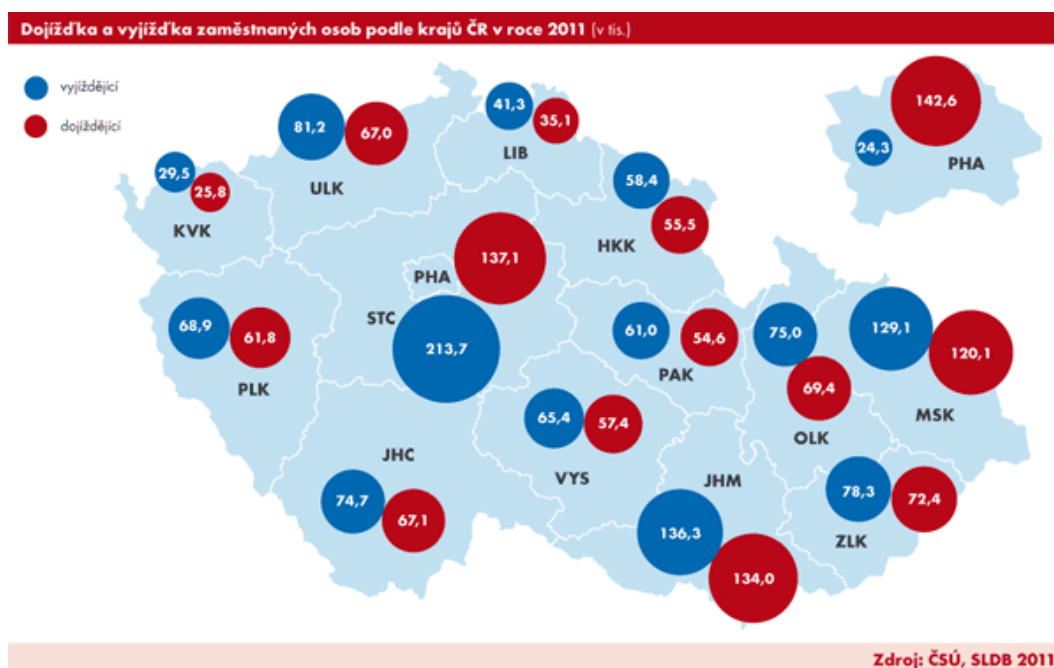 Dojížďka a vyjížďka zaměstnaných osob podle krajů ČR v roce 2011 (v tis.)
vyjíždějící
dojíždějící
142,6
24,3
PHA
41,3
35,1
LIB
81,2
67,0
ULK
29,5
25,8
KVK
58,4
55,5
HKK
PHA
137,1
STC
213,7
68,9
61,8
PLK
61,0
54,6
PAK
75,0
69,4
OLK
129,1
120,1
MSK
65,4
57,4
VYS
JHC
74,7
67,1
JHM
136,3
134,0
78,3
72,4
ZLK
Zdroj: ČSÚ, SLDB 2011